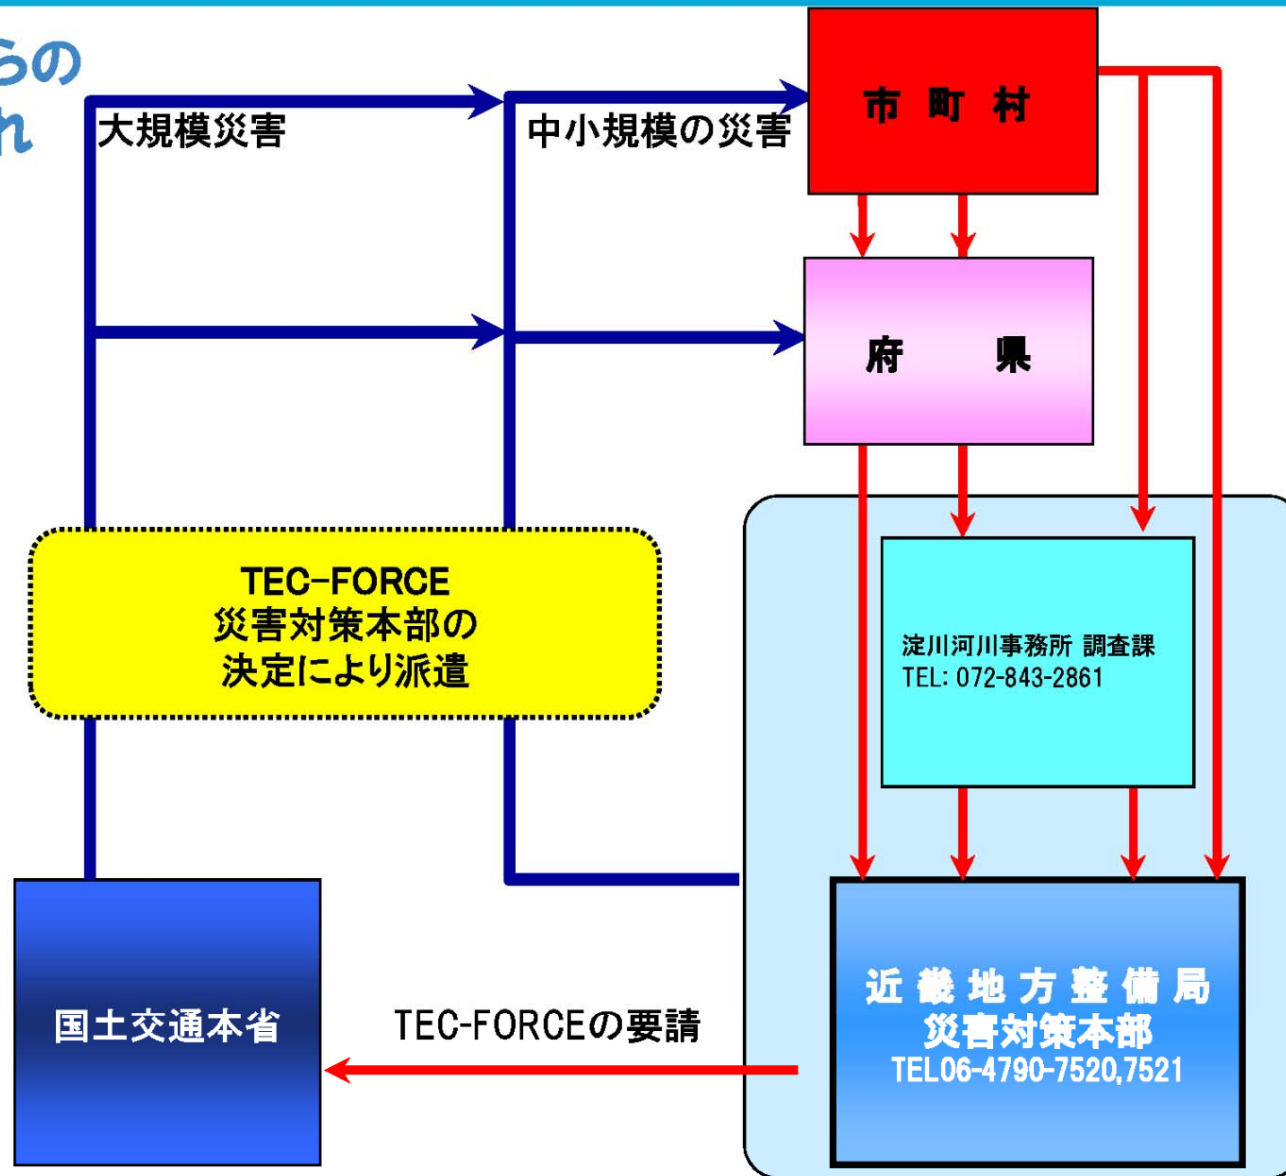 らの
れ
大規模災害
中小規模の災害
市 町 村
府 県
TEC-FORCE
災害対策本部の
決定により派遣
淀川河川事務所 調査課
TEL: 072-843-2861
国土交通本省
TEC-FORCEの要請
近 畿 地 方 整 備 局
災害対策本部
TEL06-4790-7520,7521